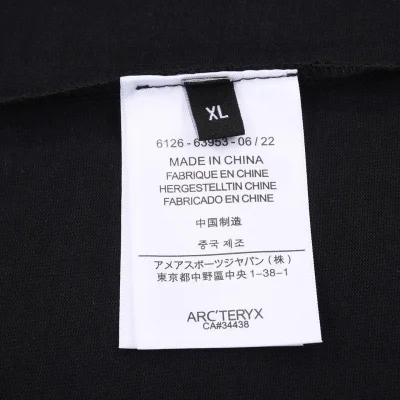 XL
6126-63953-06/22
MADE IN CHINA
FABRIQUE EN CHINE
HERGESTELLTIN CHINE
FABRICADO EN CHINE
中国制造
중국 제조
アメアスポーツジャパン（株）
東京都中野區中央 1-38-1
ARC'TERYX
CA#34438